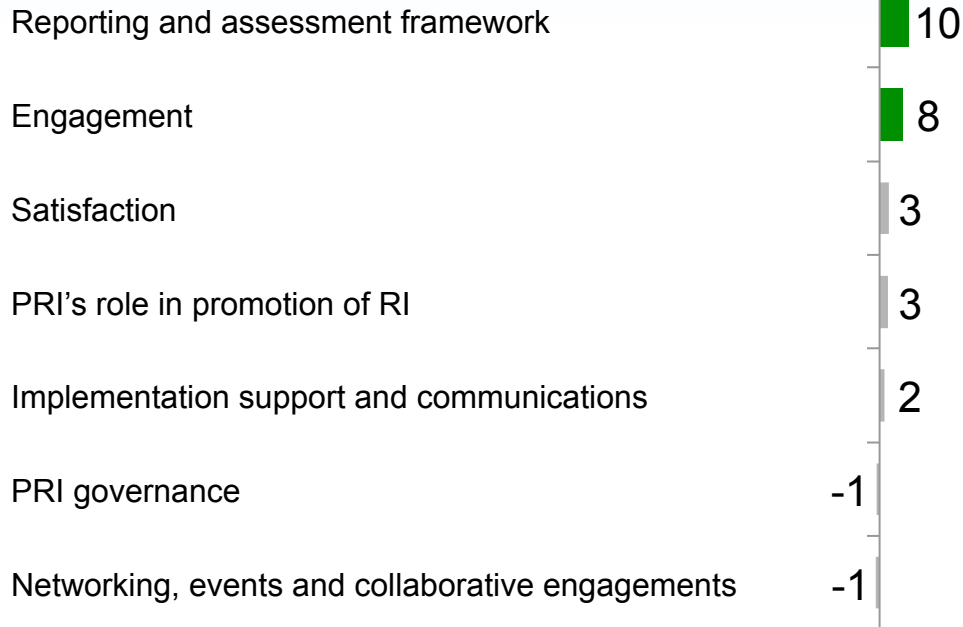 Reporting and assessment framework 10
Engagement 8
Satisfaction 3
PRI’s role in promotion of RI 3
Implementation support and communications 2
PRI governance -1
Networking, events and collaborative engagements -1